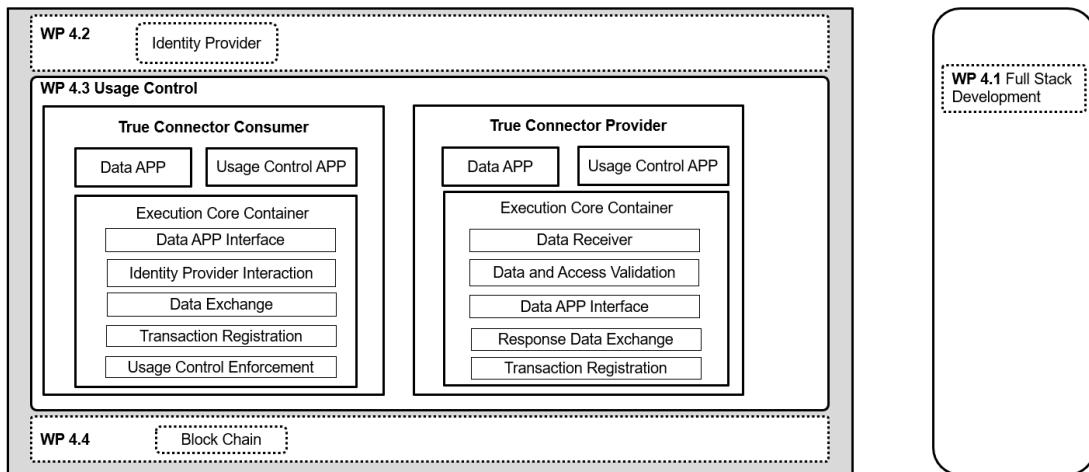 WP 4.2
Identity Provider
WP 4.3 Usage Control
True Connector Consumer
Data APP
Usage Control APP
Execution Core Container
Data APP Interface
Identity Provider Interaction
Data Exchange
Transaction Registration
Usage Control Enforcement
True Connector Provider
Data APP
Usage Control APP
Execution Core Container
Data Receiver
Data and Access Validation
Data APP Interface
Response Data Exchange
Transaction Registration
WP 4.4
Block Chain
WP 4.1 Full Stack
Development